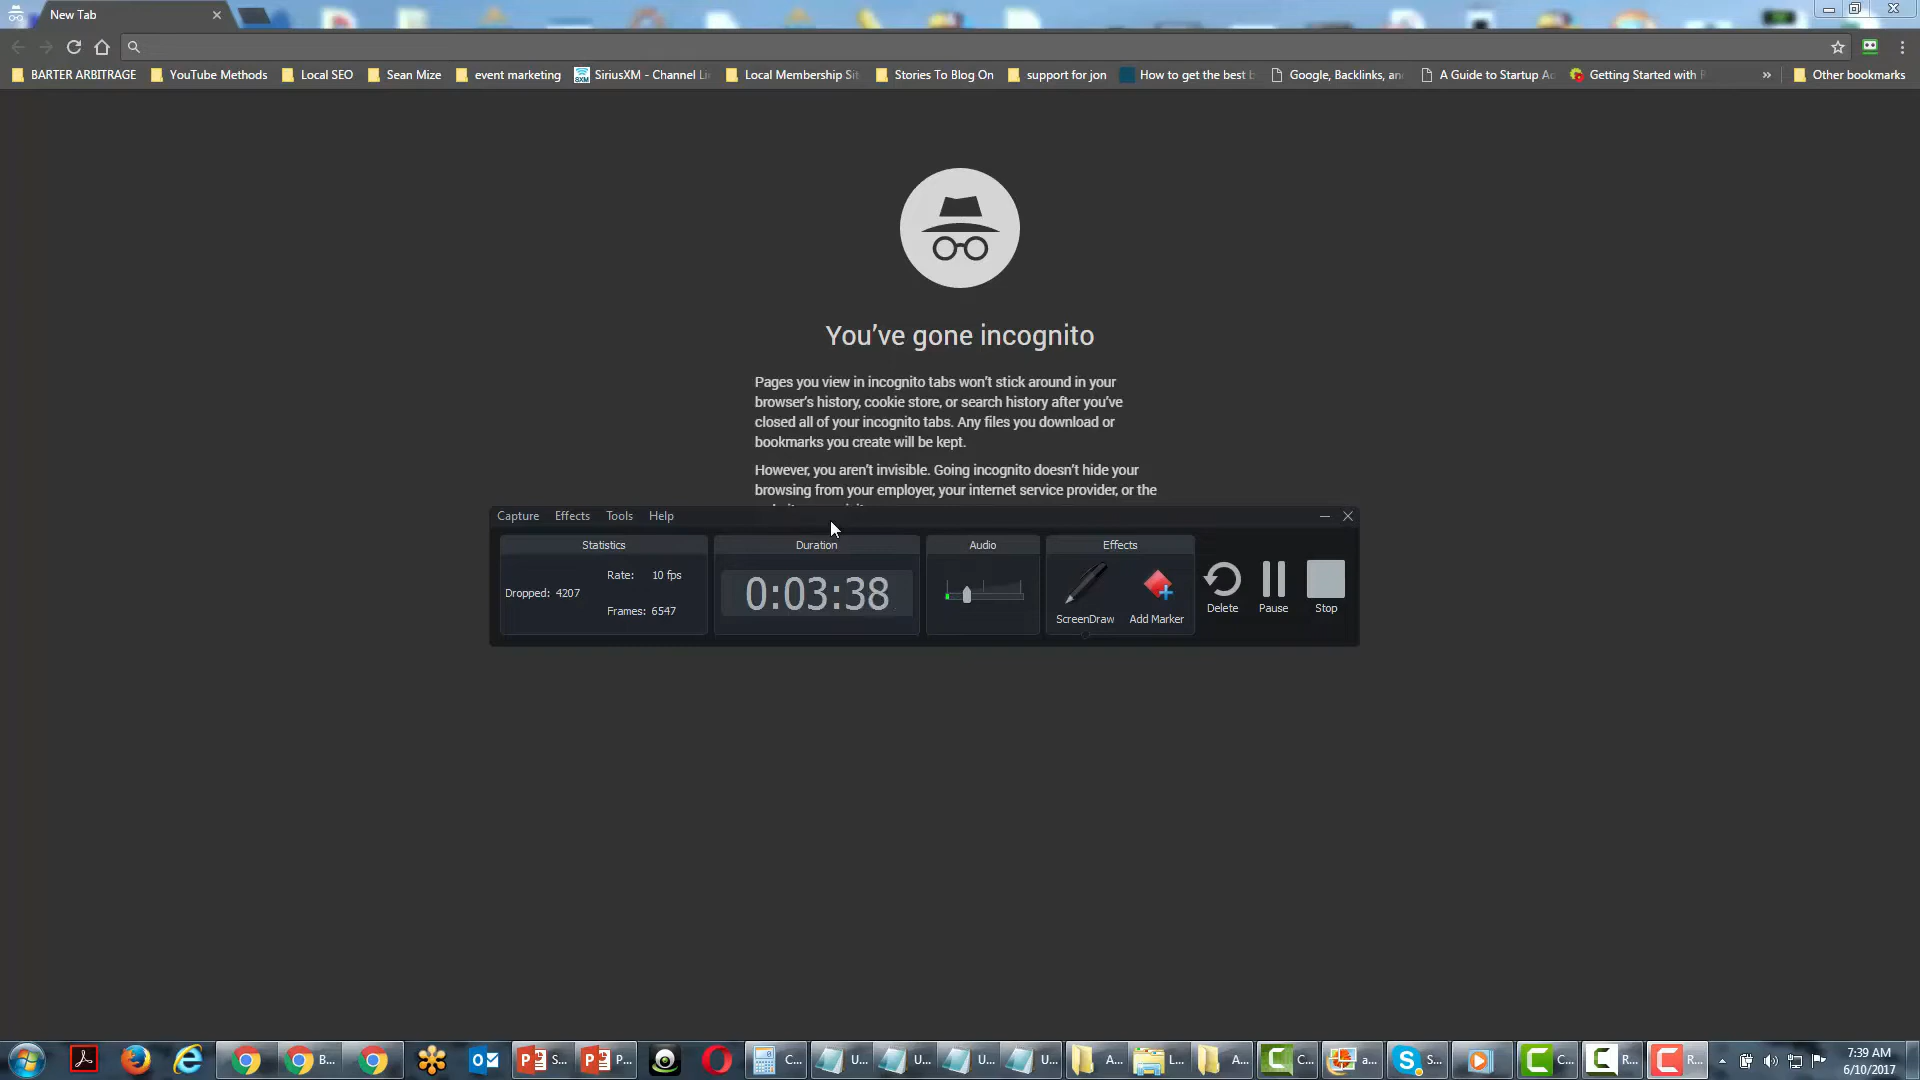 New Tab
BARTER ARBITRAGE YouTube Methods Local SEO Sean Mize event marketing SiriusXM - Channel Li Local Membership Sit Stories To Blog On support for jon How to get the best Google, Backlinks, an A Guide to Startup Ac Getting Started with » Other bookmarks
You've gone incognito
Pages you view in incognito tabs won't stick around in your
browser's history, cookie store, or search history after you've
closed all of your incognito tabs. Any files you download or
bookmarks you create will be kept.
However, you aren't invisible. Going incognito doesn't hide your
browsing from your employer, your internet service provider, or the
Capture Effects Tools Help
Statistics Duration Audio Effects
Rate: 10 fps
Dropped: 4207
Frames: 6547
0:03:38
ScreenDraw Add Marker
Delete Pause Stop
B... S... P... C... U... U... U... U... A... L... A... C... a... S... C... R... R...
7:39 AM
6/10/2017